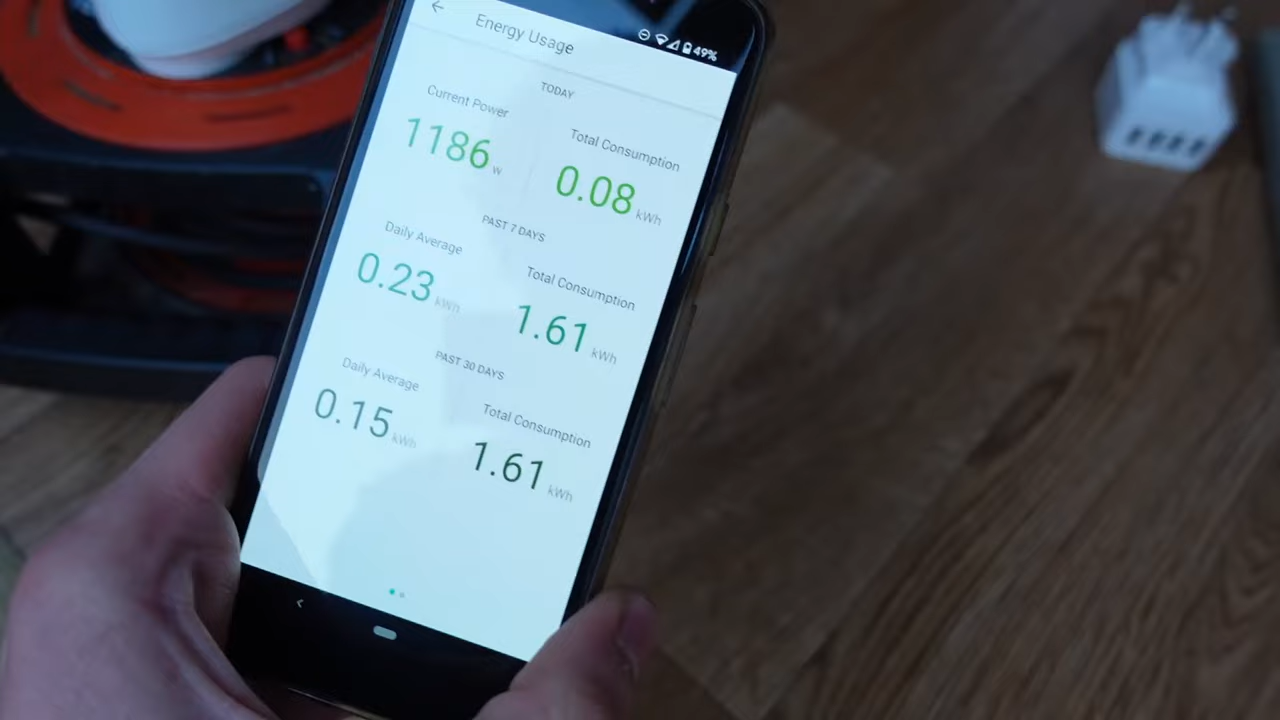 49%
Energy Usage
TODAY
Current Power
Total Consumption
1186 w
0.08 kWh
PAST 7 DAYS
Daily Average
Total Consumption
0.23 kWh
1.61 kWh
PAST 30 DAYS
Daily Average
Total Consumption
0.15 kWh
1.61 kWh